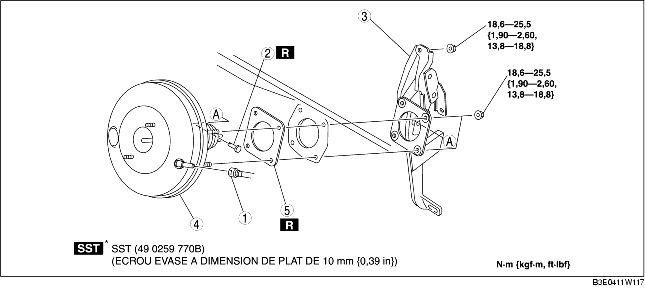 3
18,6—25,5
{1,90—2,60,
13,8—18,8}
2 R
18,6—25,5
{1,90—2,60,
13,8—18,8}
A
A
4
1
5
R
SST * SST (49 0259 770B)
(ECROU EVASE A DIMENSION DE PLAT DE 10 mm {0,39 in})
N·m {kgf·m, ft·lbf}
B3E0411W117